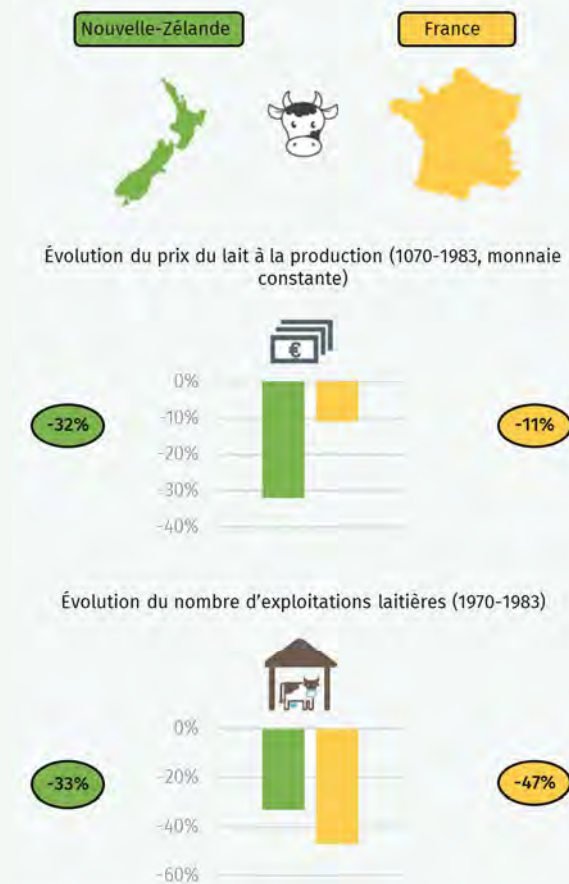 Nouvelle-Zélande
France
Évolution du prix du lait à la production (1070-1983, monnaie
constante)
€
0%
-10%
-20%
-30%
-40%
-32%
-11%
Évolution du nombre d'exploitations laitières (1970-1983)
0%
-20%
-40%
-60%
-33%
-47%